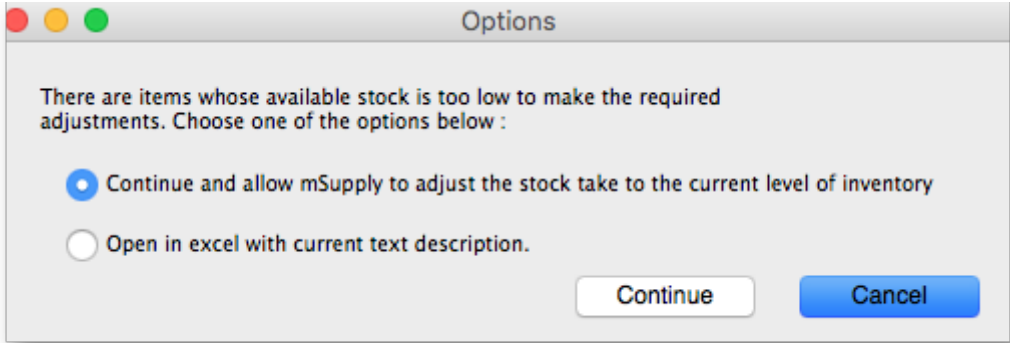 Options
There are items whose available stock is too low to make the required
adjustments. Choose one of the options below :
Continue and allow mSupply to adjust the stock take to the current level of inventory
Open in excel with current text description.
Continue Cancel